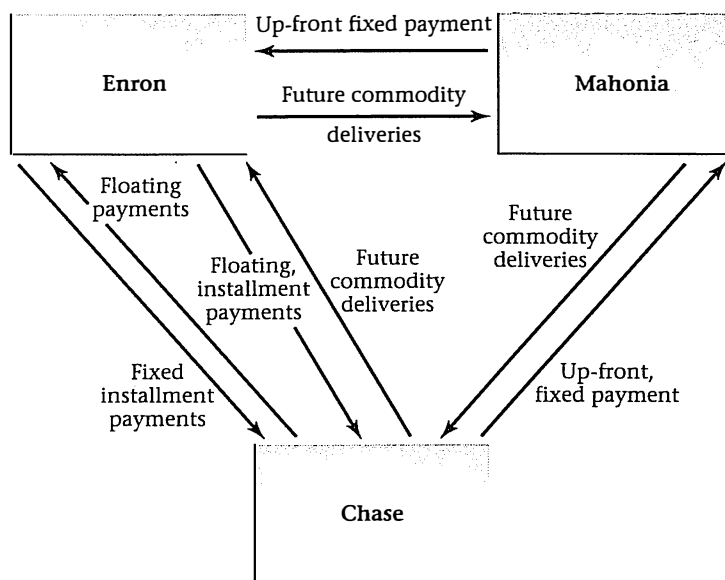 Up-front fixed payment
Enron
Mahonia
Future commodity
deliveries
Floating
payments
Floating,
installment
payments
Future
commodity
deliveries
Future
commodity
deliveries
Fixed
installment
payments
Up-front,
fixed payment
Chase